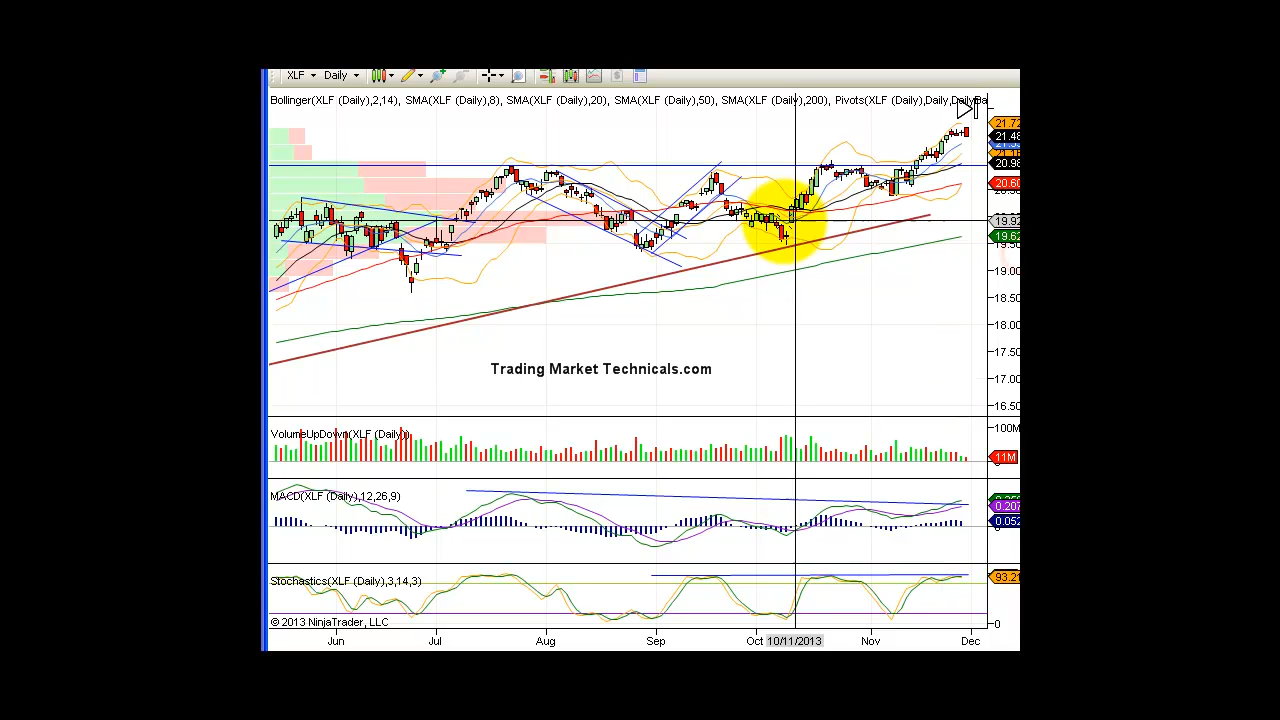 XLF Daily
Bollinger(XLF (Daily),2,14), SMA(XLF (Daily),8), SMA(XLF (Daily),20), SMA(XLF (Daily),50), SMA(XLF (Daily),200), Pivots(XLF (Daily),Daily,
21.72
21.48
20.98
20.60
19.92
19.62
19.00
18.50
18.00
17.50
17.00
16.50
Trading Market Technicals.com
VolumeUpDown(XLF (Daily))
100M
11M
MACD(XLF (Daily),12,26,9)
0.207
0.052
Stochastics(XLF (Daily),3,14,3)
93.21
© 2013 NinjaTrader, LLC
0
Jun Jul Aug Sep Oct 10/11/2013 Nov Dec